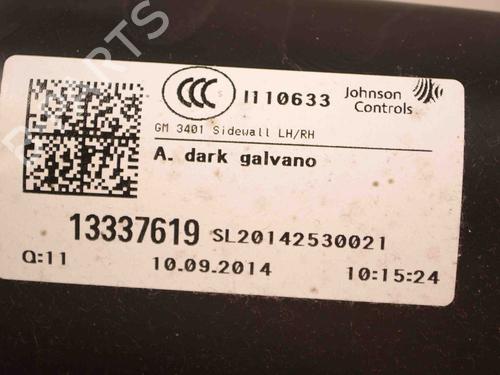 CCC S I110633 Johnson Controls
GM 3401 Sidewall LH/RH
A. dark galvano
13337619 SL20142530021
Q:11 10.09.2014 10:15:24